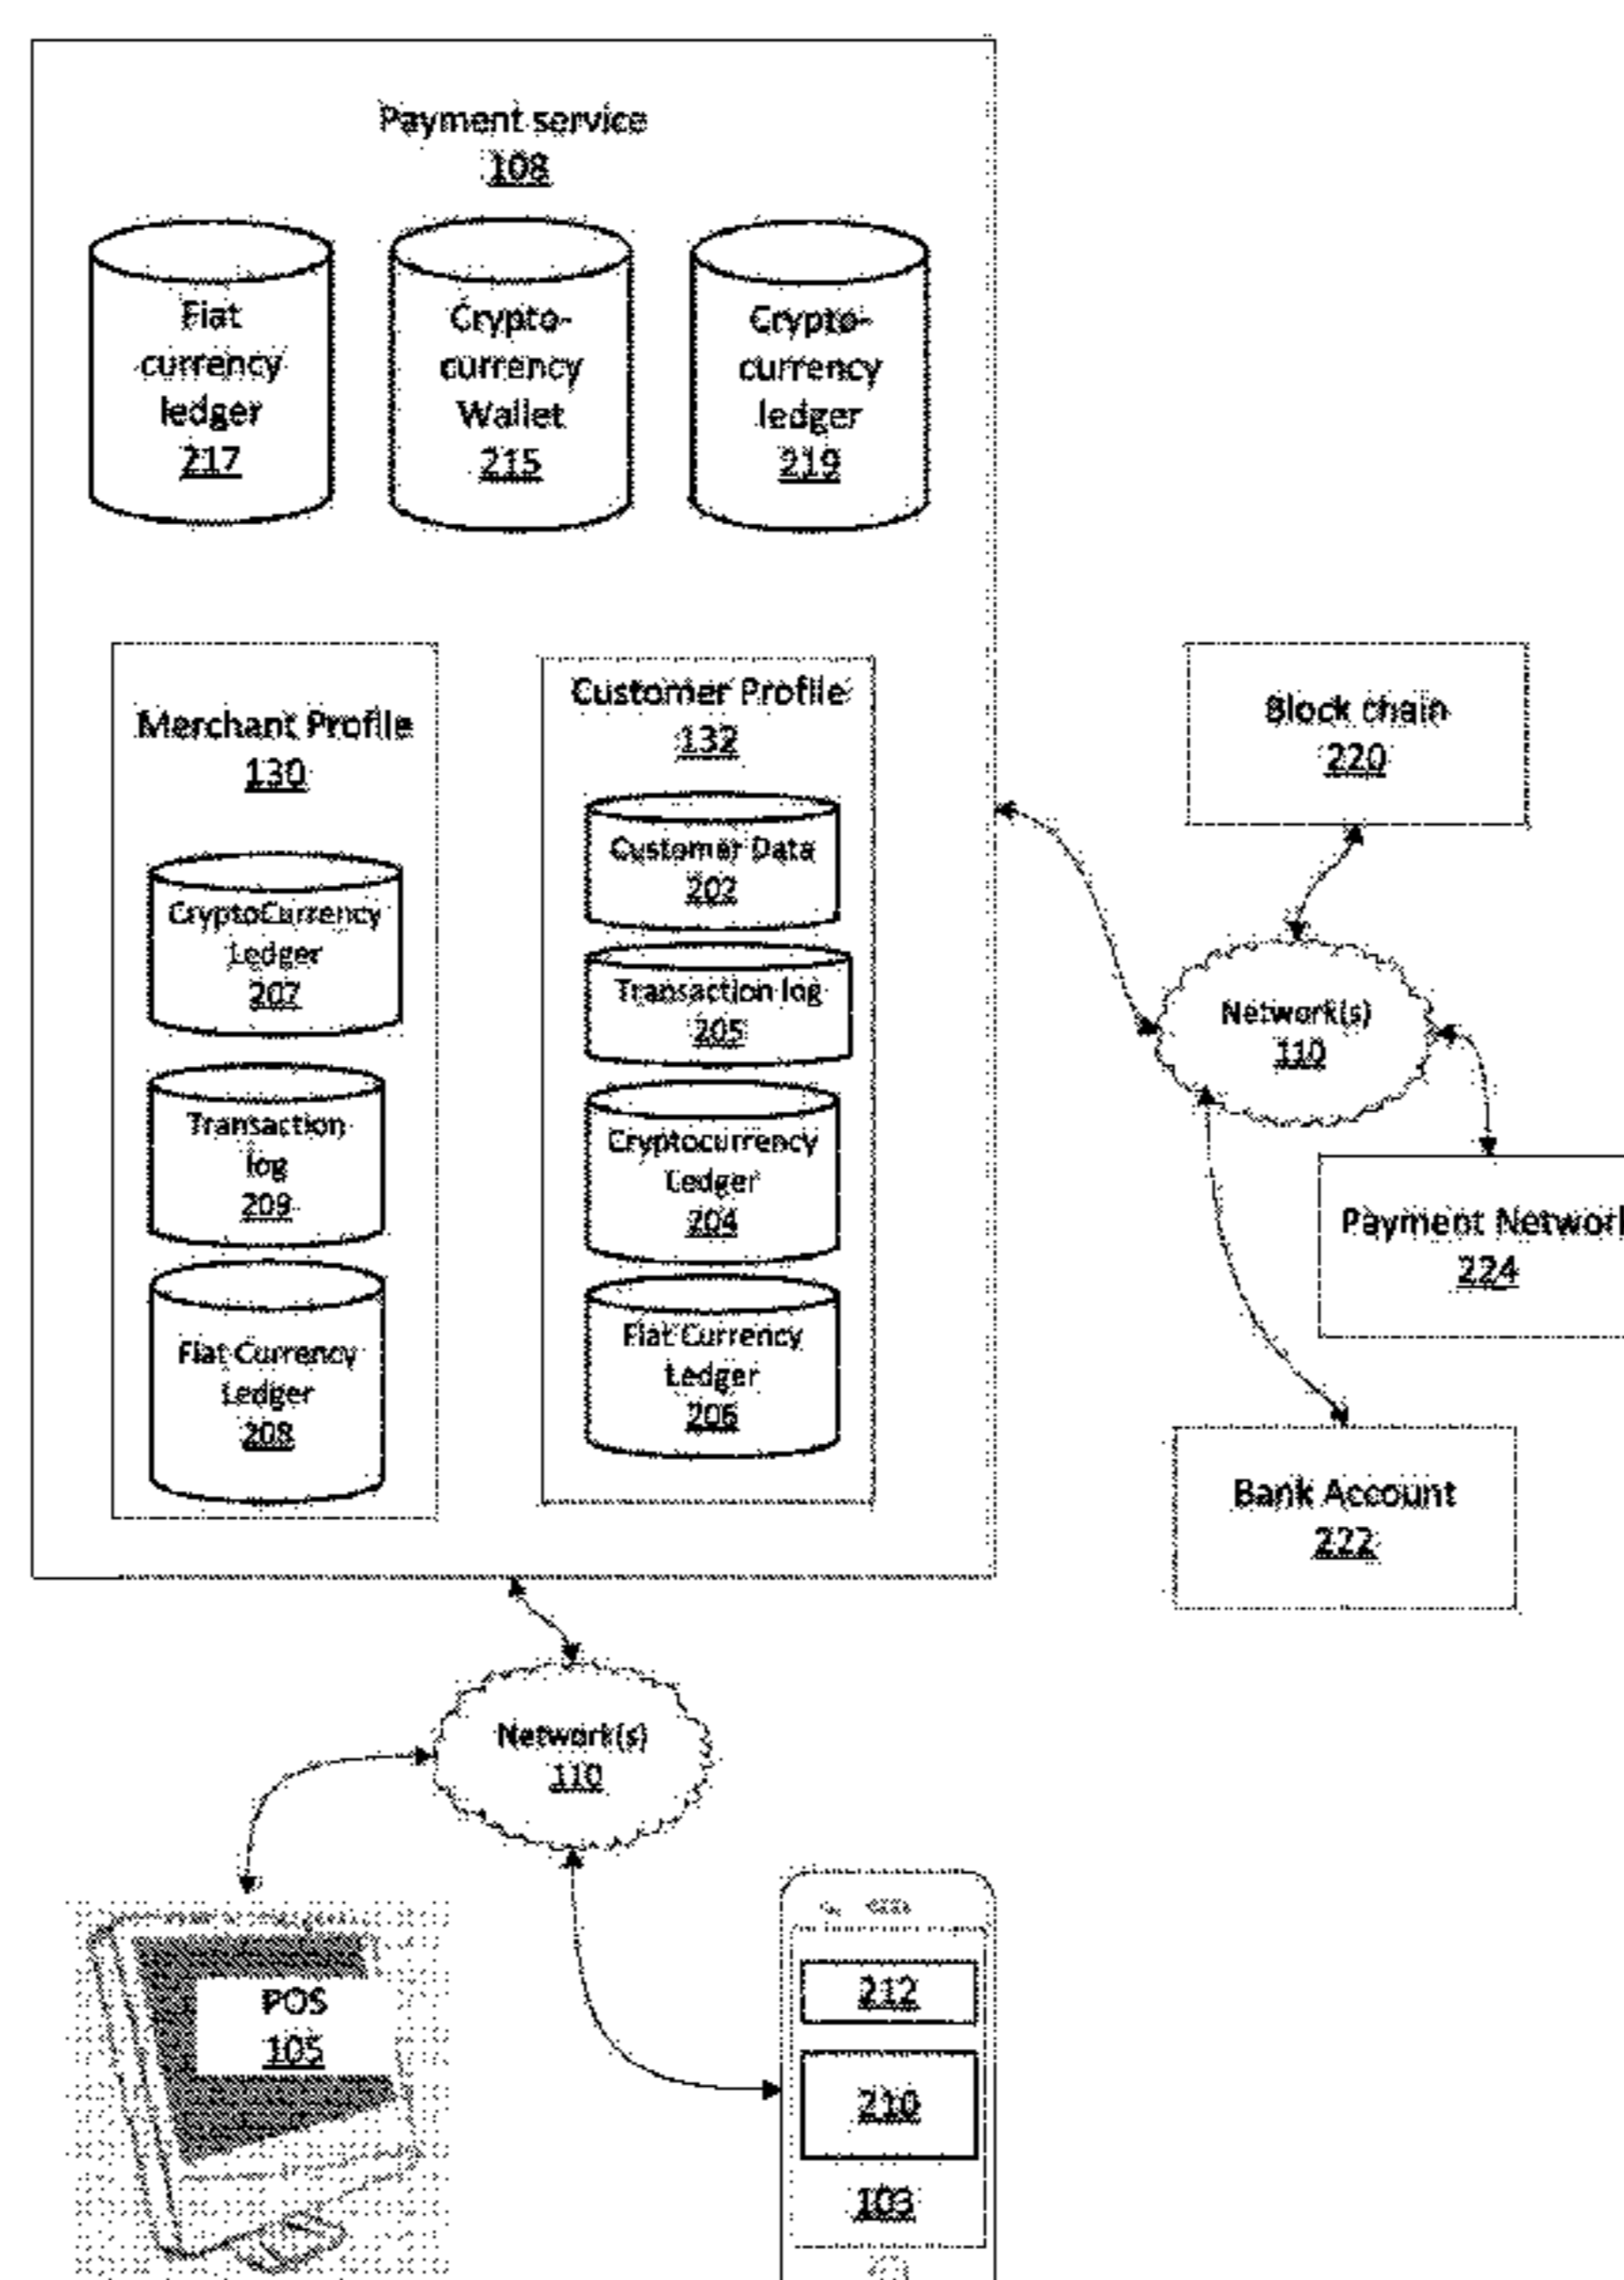 Payment service
108
Fiat
currency
ledger
217
Crypto-
currency
Wallet
215
Crypto-
currency
ledger
219
Merchant Profile
130
CryptoCurrency
Ledger
207
Transaction
log
209
Fiat Currency
Ledger
208
Customer Profile
132
Customer Data
202
Transaction log
205
Cryptocurrency
Ledger
204
Fiat Currency
Ledger
206
Block chain
220
Network(s)
110
Payment Network
224
Bank Account
222
Network(s)
110
POS
105
212
210
103